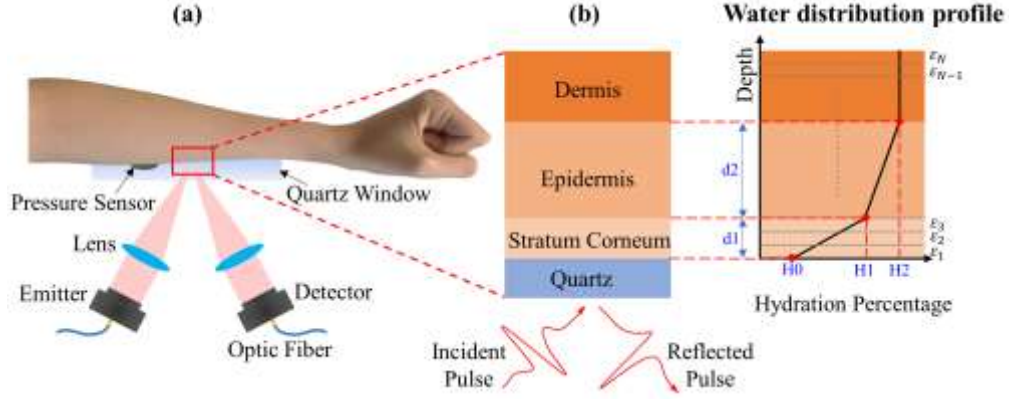 (a)
Pressure Sensor
Quartz Window
Lens
Emitter
Detector
Optic Fiber
(b)
Dermis
Epidermis
Stratum Corneum
Quartz
Incident
Pulse
Reflected
Pulse
Water distribution profile
Depth
εN
εN−1
d2
d1
ε3
ε2
ε1
H0
H1
H2
Hydration Percentage